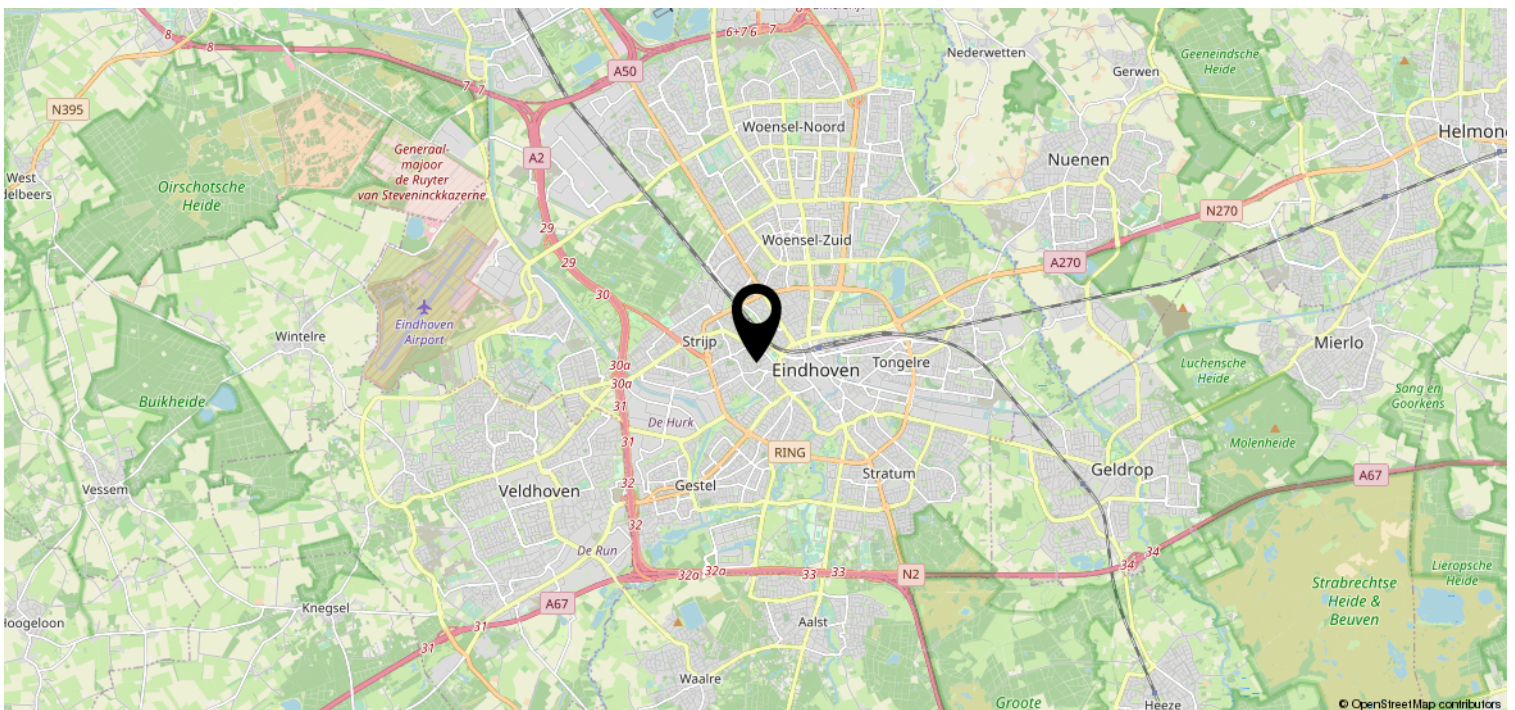 8
8
6+7 6
7
Nederwetten
Gerwen
Geeneindsche
Heide
A50
7
7
N395
Woensel-Noord
Helmond
Generaal-
majoor
de Ruyter
van Steveninckkazerne
A2
Nuenen
West
delbeers
Oirschotsche
Heide
N270
29
Woensel-Zuid
29
A270
30
Eindhoven
Airport
Wintelre
Strijp
Mierlo
30a
Eindhoven
Tongelre
Luchensche
Heide
30a
31
Buikheide
De Hurk
Sang en
Goorkens
31
Molenheide
RING
Geldrop
Stratum
A67
32
Gestel
Vessem
Veldhoven
32
De Run
34
34
32a
32a
33
33
N2
Lieropsche
Heide
Strabrechtse
Heide &
Beuven
A67
Knegsel
Hoogeloon
31
31
Aalst
Waalre
Groote
Heeze
© OpenStreetMap contributors